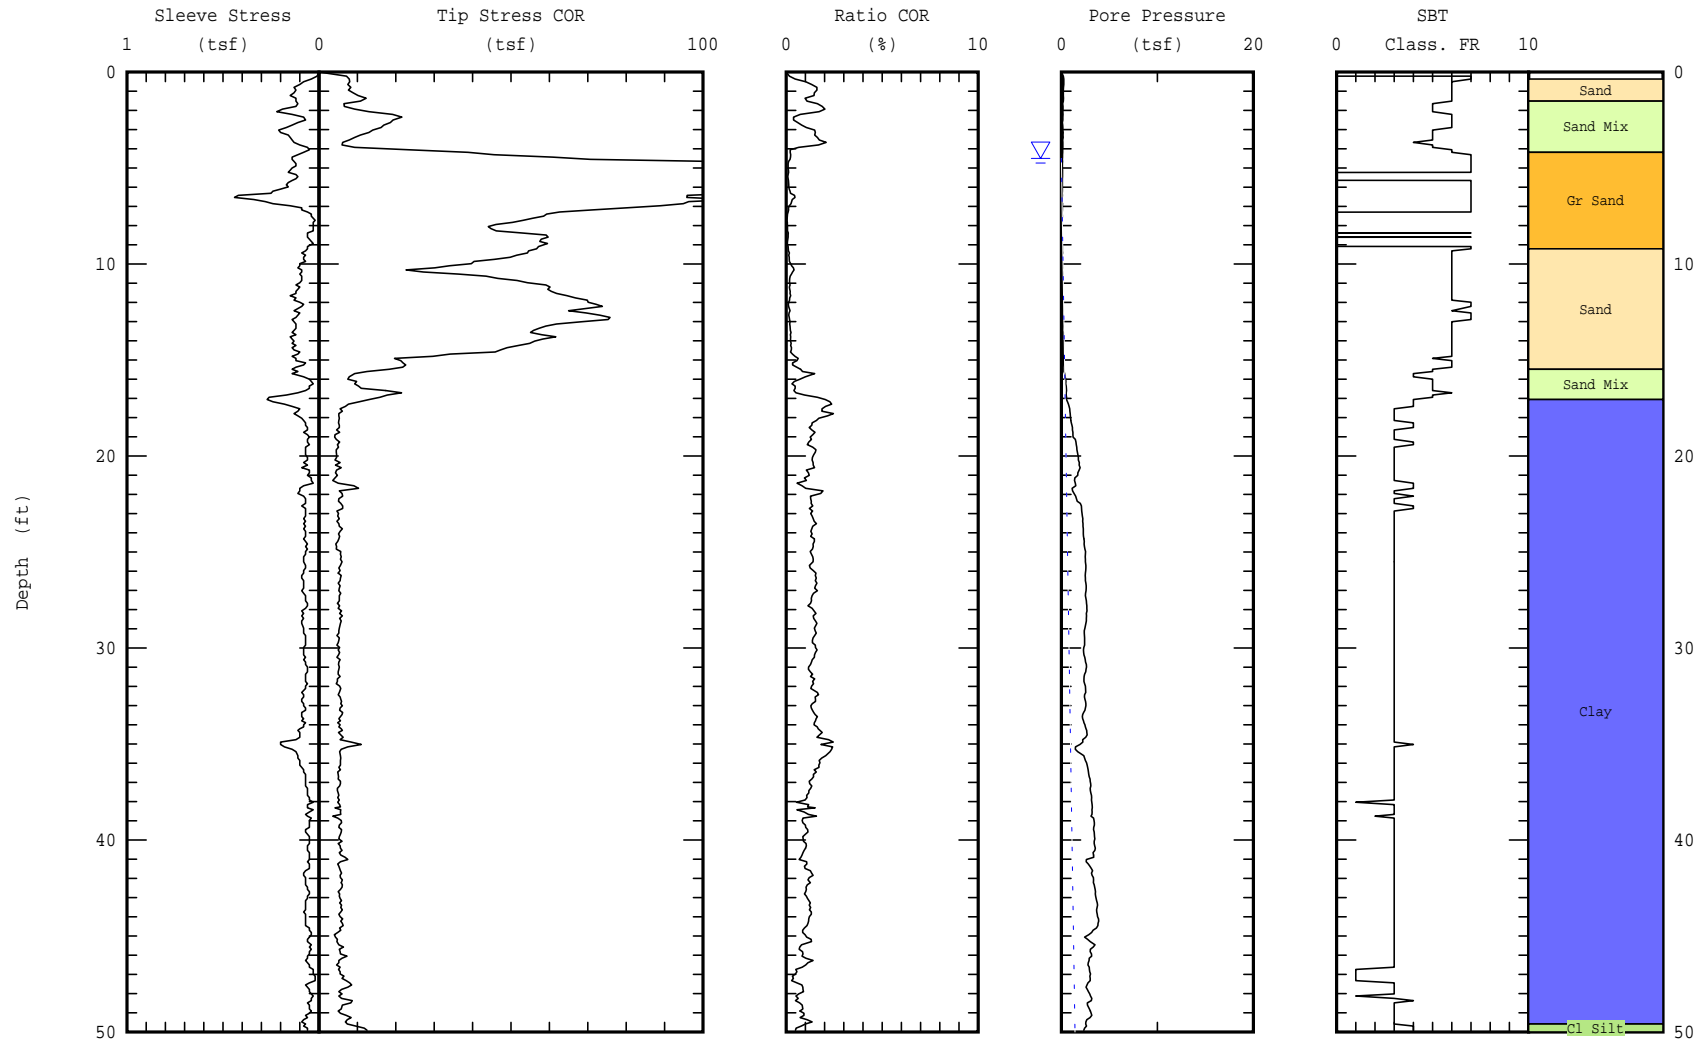 Sleeve Stress Tip Stress COR Ratio COR Pore Pressure SBT
1 (tsf) 0 (tsf) 100 0 (%) 10 0 (tsf) 20 0 Class. FR 10
0 0
Sand
Sand Mix
Gr Sand
10 10
Sand
Sand Mix
20 20
Depth (ft)
30 30
Clay
40 40
Cl Silt
50 50